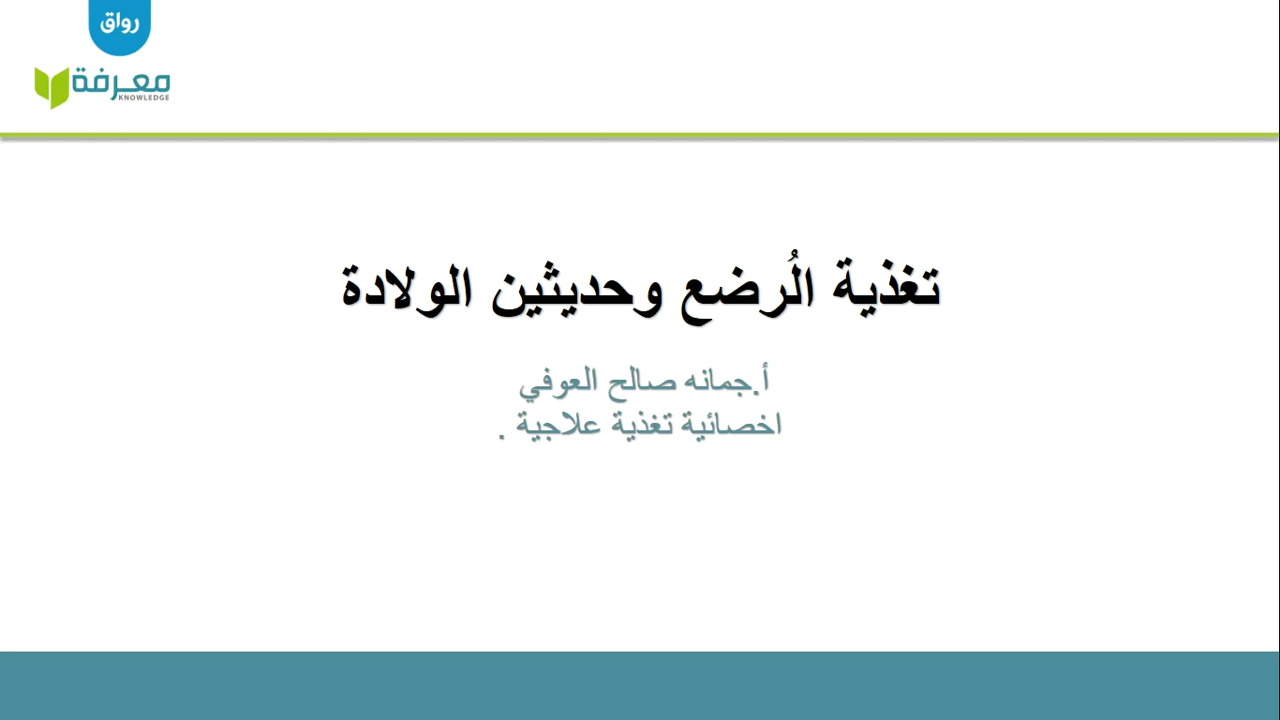 رواق
معرفة
KNOWLEDGE
تغذية الُرضع وحديثين الولادة
أ.جمانه صالح العوفي
اخصائية تغذية علاجية .